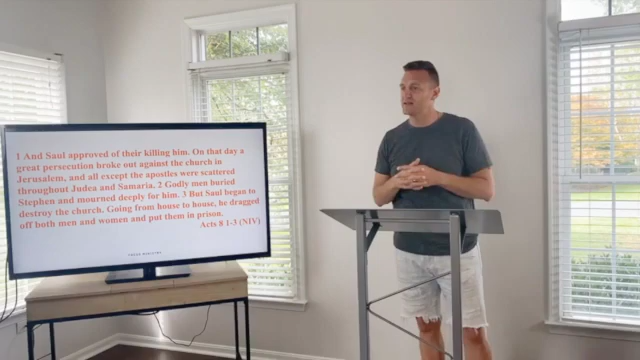 1 And Saul approved of their killing him. On that day a
great persecution broke out against the church in
Jerusalem, and all except the apostles were scattered
throughout Judea and Samaria. 2 Godly men buried
Stephen and mourned deeply for him. 3 But Saul began to
destroy the church. Going from house to house, he dragged
off both men and women and put them in prison.
Acts 8 1-3 (NIV)